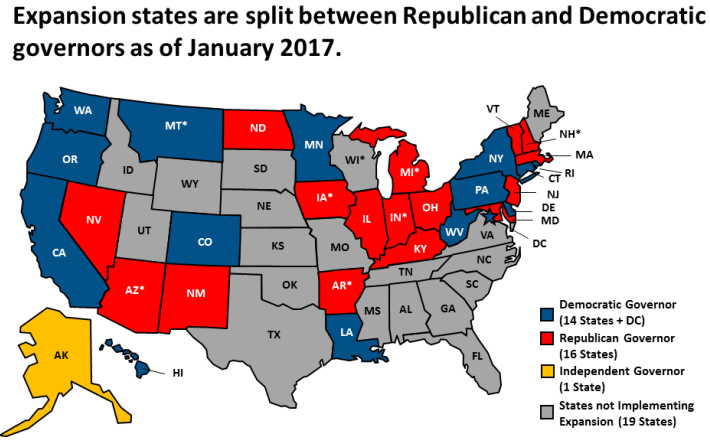 Expansion states are split between Republican and Democratic
governors as of January 2017.
WA
MT*
ND
MN
OR
ID
WY
SD
WI*
MI*
NY
VT
ME
NH*
MA
RI
CT
NJ
DE
MD
DC
PA
NV
UT
CO
NE
IA*
IL
IN*
OH
WV
VA
CA
KS
MO
KY
NC
AZ*
NM
OK
AR*
TN
SC
TX
LA
MS
AL
GA
FL
AK
HI
Democratic Governor
(14 States + DC)
Republican Governor
(16 States)
Independent Governor
(1 State)
States not Implementing
Expansion (19 States)